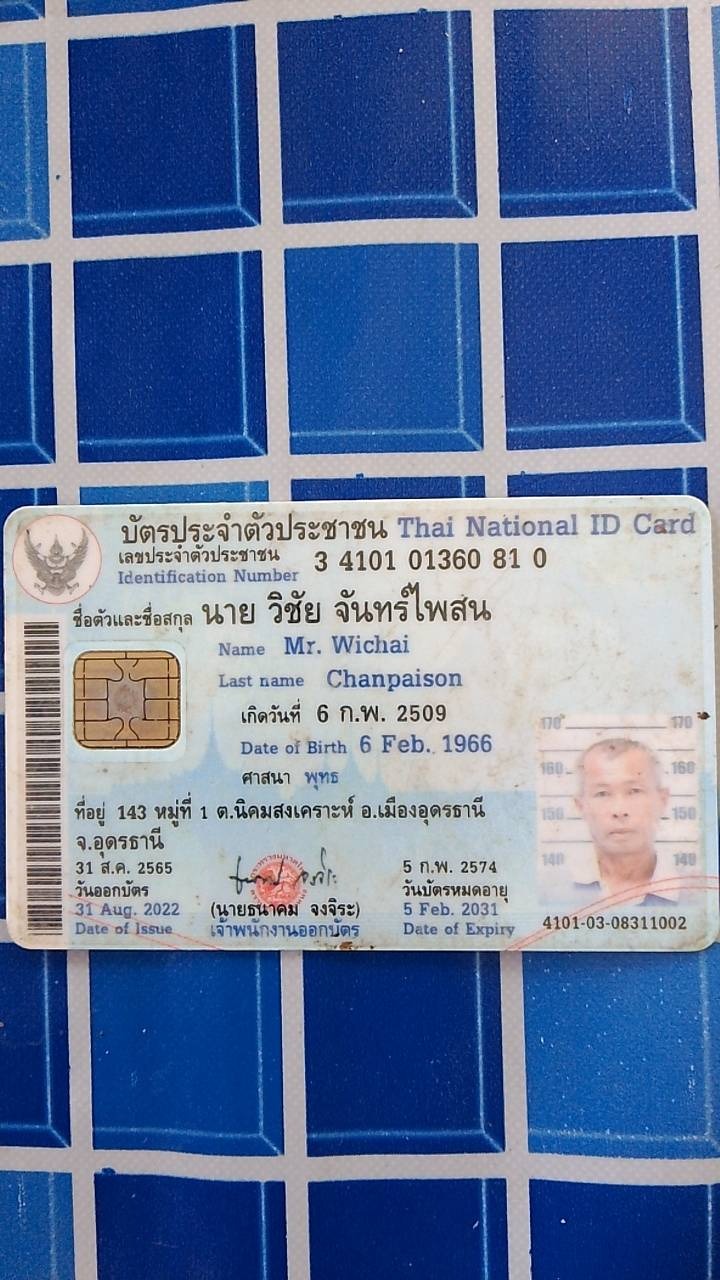 บัตรประจำตัวประชาชน Thai National ID Card
เลขประจำตัวประชาชน 3 4101 01360 81 0
Identification Number
ชื่อตัวและชื่อสกุล นาย วิชัย จันทร์ไพสน
Name Mr. Wichai
Last name Chanpaison
เกิดวันที่ 6 ก.พ. 2509
Date of Birth 6 Feb. 1966
ศาสนา พุทธ
ที่อยู่ 143 หมู่ที่ 1 ต.นิคมสงเคราะห์ อ.เมืองอุดรธานี
จ.อุดรธานี
31 ส.ค. 2565
วันออกบัตร
31 Aug. 2022
Date of Issue
(นายธนาคม จงจิระ)
เจ้าพนักงานออกบัตร
5 ก.พ. 2574
วันบัตรหมดอายุ
5 Feb. 2031
Date of Expiry
170 170
160 160
150 150
140 140
4101-03-08311002